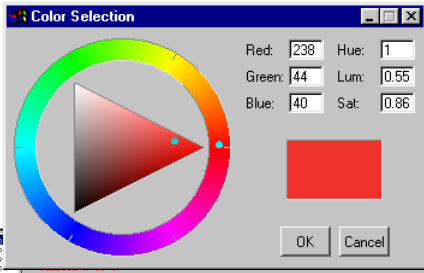 Color Selection
Red: 238 Hue: 1
Green: 44 Lum: 0.55
Blue: 40 Sat: 0.86
OK Cancel